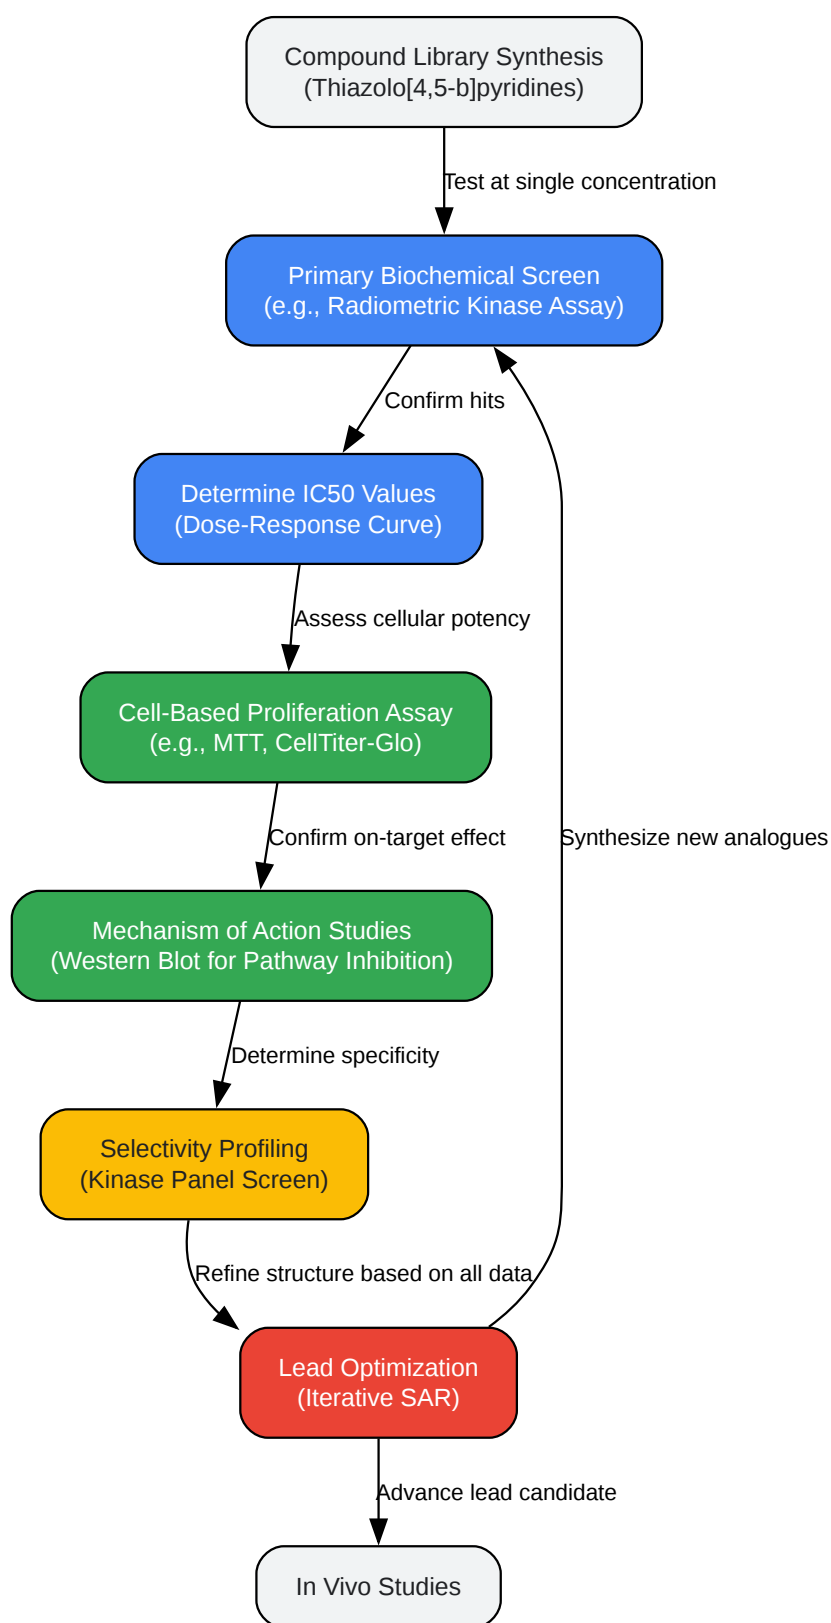 Compound Library Synthesis
(Thiazolo[4,5-b]pyridines)
Test at single concentration
Primary Biochemical Screen
(e.g., Radiometric Kinase Assay)
Confirm hits
Determine IC50 Values
(Dose-Response Curve)
Assess cellular potency
Cell-Based Proliferation Assay
(e.g., MTT, CellTiter-Glo)
Confirm on-target effect
Synthesize new analogues
Mechanism of Action Studies
(Western Blot for Pathway Inhibition)
Determine specificity
Selectivity Profiling
(Kinase Panel Screen)
Refine structure based on all data
Lead Optimization
(Iterative SAR)
Advance lead candidate
In Vivo Studies